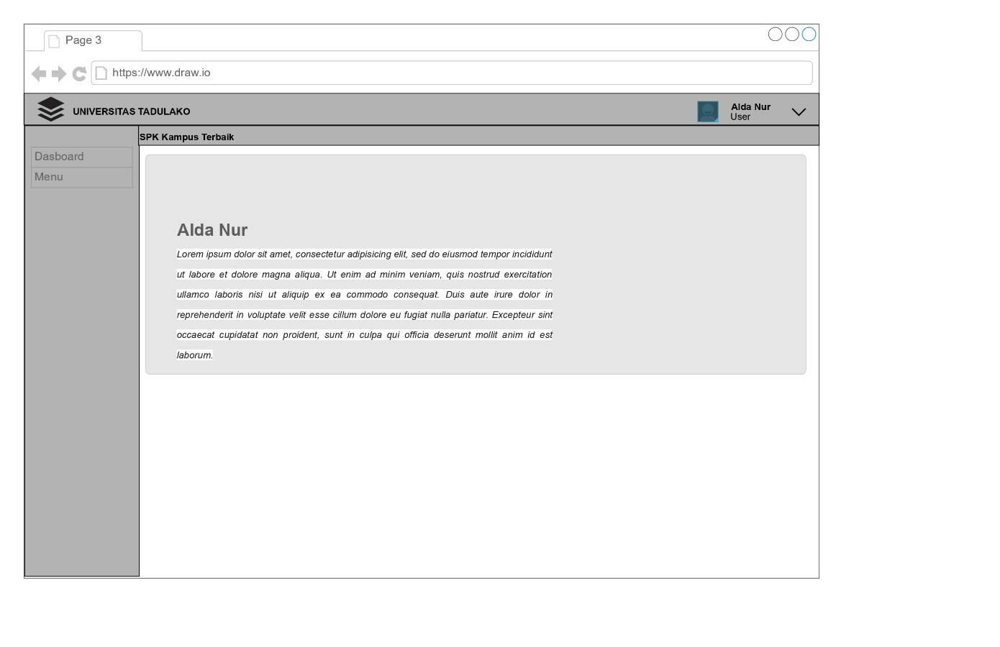 Page 3
https://www.draw.io
UNIVERSITAS TADULAKO
Alda Nur
User
SPK Kampus Terbaik
Dasboard
Menu
Alda Nur
Lorem ipsum dolor sit amet, consectetur adipisicing elit, sed do eiusmod tempor incididunt
ut labore et dolore magna aliqua. Ut enim ad minim veniam, quis nostrud exercitation
ullamco laboris nisi ut aliquip ex ea commodo consequat. Duis aute irure dolor in
reprehenderit in voluptate velit esse cillum dolore eu fugiat nulla pariatur. Excepteur sint
occaecat cupidatat non proident, sunt in culpa qui officia deserunt mollit anim id est
laborum.